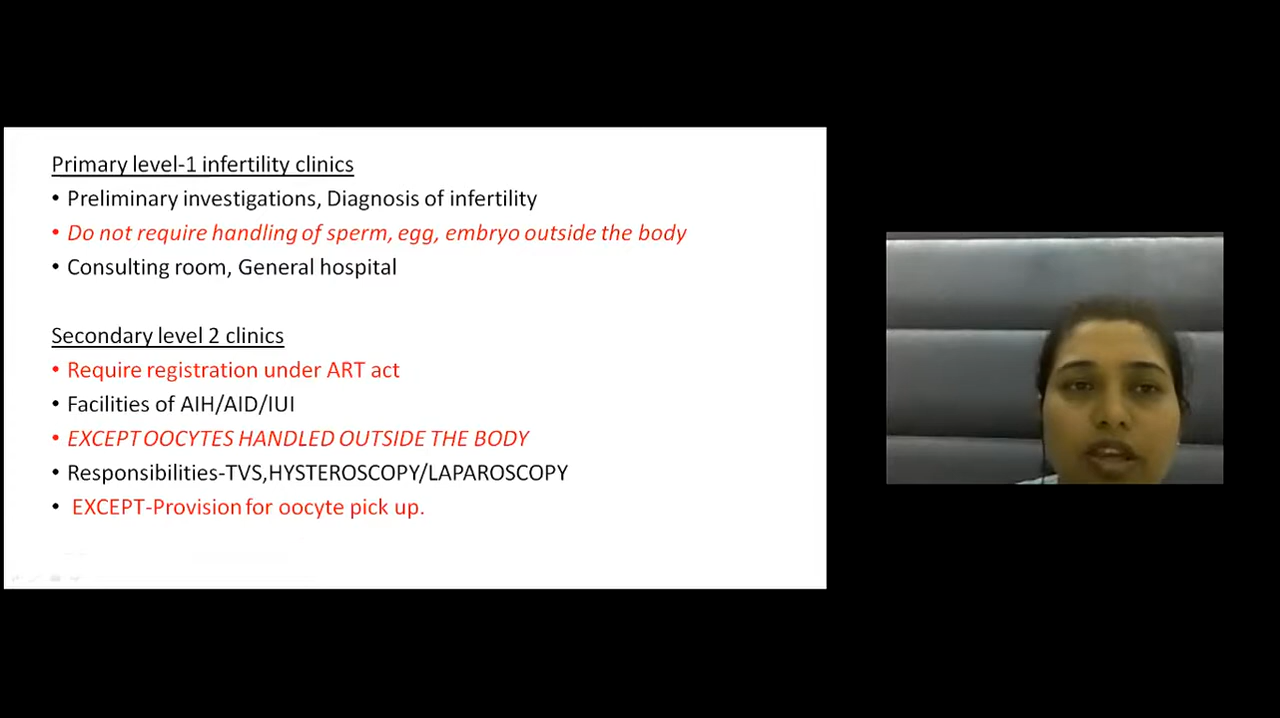 Primary level-1 infertility clinics
• Preliminary investigations, Diagnosis of infertility
• Do not require handling of sperm, egg, embryo outside the body
• Consulting room, General hospital
Secondary level 2 clinics
• Require registration under ART act
• Facilities of AIH/AID/IUI
• EXCEPT OOCYTES HANDLED OUTSIDE THE BODY
• Responsibilities-TVS,HYSTEROSCOPY/LAPAROSCOPY
• EXCEPT-Provision for oocyte pick up.